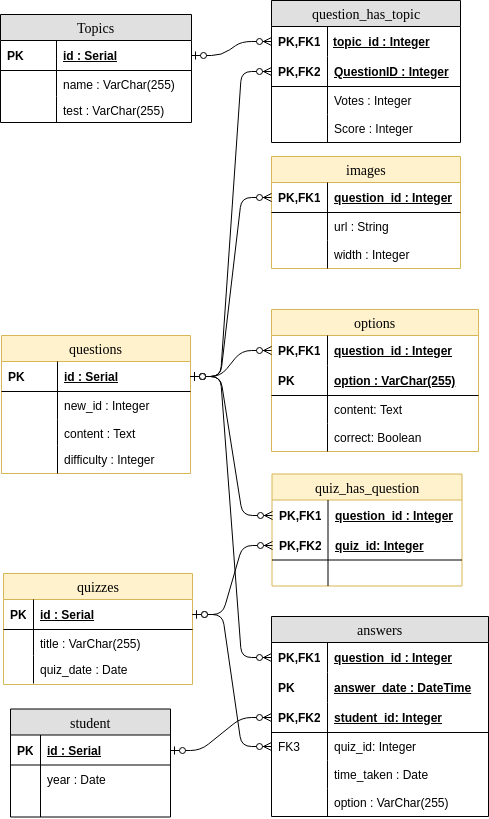 Topics
PK id : Serial
name : VarChar(255)
test : VarChar(255)
question_has_topic
PK,FK1 topic_id : Integer
PK,FK2 QuestionID : Integer
Votes : Integer
Score : Integer
images
PK,FK1 question_id : Integer
url : String
width : Integer
questions
PK id : Serial
new_id : Integer
content : Text
difficulty : Integer
options
PK,FK1 question_id : Integer
PK option : VarChar(255)
content: Text
correct: Boolean
quiz_has_question
PK,FK1 question_id : Integer
PK,FK2 quiz_id: Integer
quizzes
PK id : Serial
title : VarChar(255)
quiz_date : Date
student
PK id : Serial
year : Date
answers
PK,FK1 question_id : Integer
PK answer_date : DateTime
PK,FK2 student_id: Integer
FK3 quiz_id: Integer
time_taken : Date
option : VarChar(255)